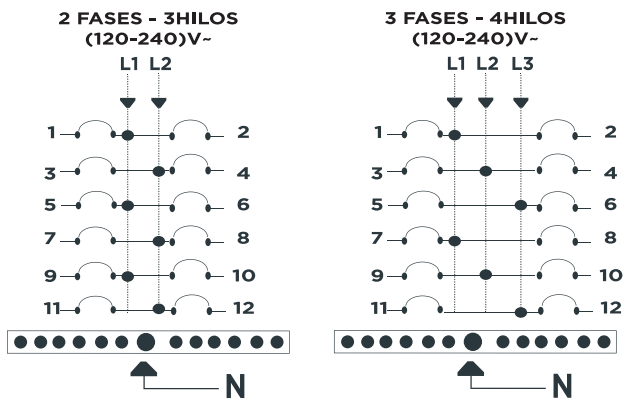 2 FASES - 3HILOS
(120-240)V~
L1 L2
1 2
3 4
5 6
7 8
9 10
11 12
N
3 FASES - 4HILOS
(120-240)V~
L1 L2 L3
1 2
3 4
5 6
7 8
9 10
11 12
N